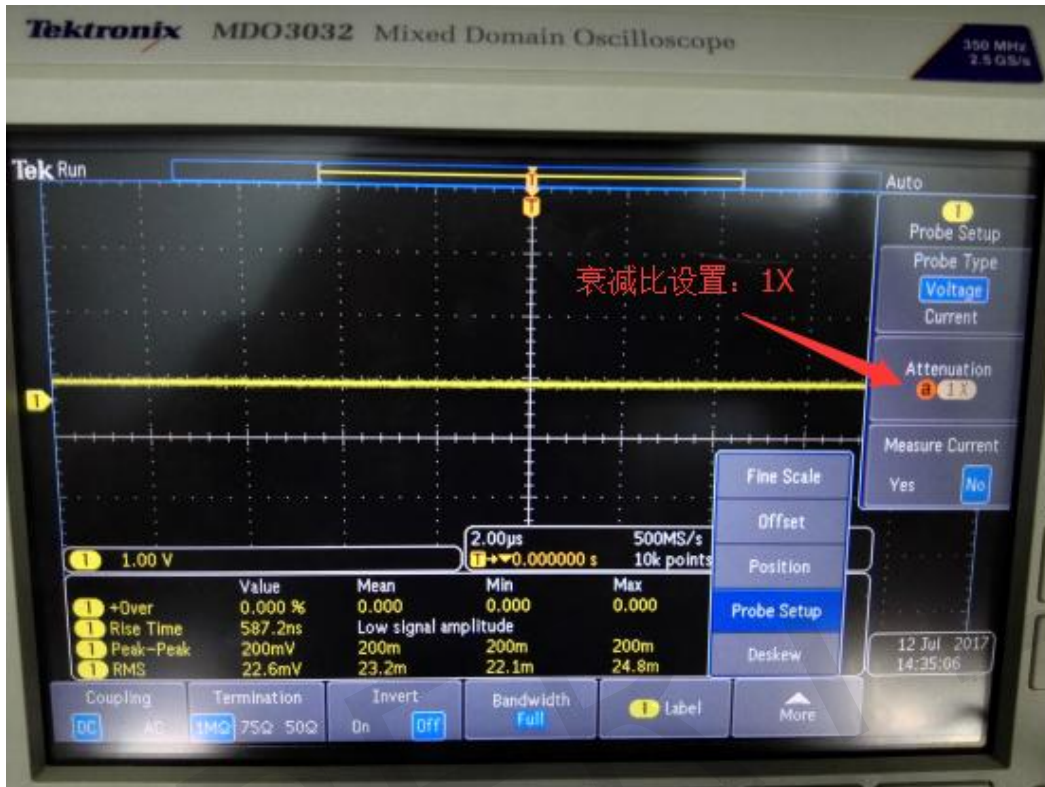 Tektronix MDO3032 Mixed Domain Oscilloscope
350 MHz
2.5 GS/s
Tek Run
Auto
T
T
1
Probe Setup
Probe Type
Voltage
Current
衰减比设置：1X
Attenuation
a 1X
1
Measure Current
Yes No
Fine Scale
Offset
Position
Probe Setup
Deskew
1 1.00 V
2.00μs 500MS/s
T→▼0.000000 s 10k points
Value Mean Min Max
1 +Over 0.000 % 0.000 0.000 0.000
1 Rise Time 587.2ns Low signal amplitude
1 Peak-Peak 200mV 200m 200m 200m
1 RMS 22.6mV 23.2m 22.1m 24.8m
12 Jul 2017
14:35:06
Coupling
DC AC
Termination
1MΩ 75Ω 50Ω
Invert
On Off
Bandwidth
Full
1 Label
More